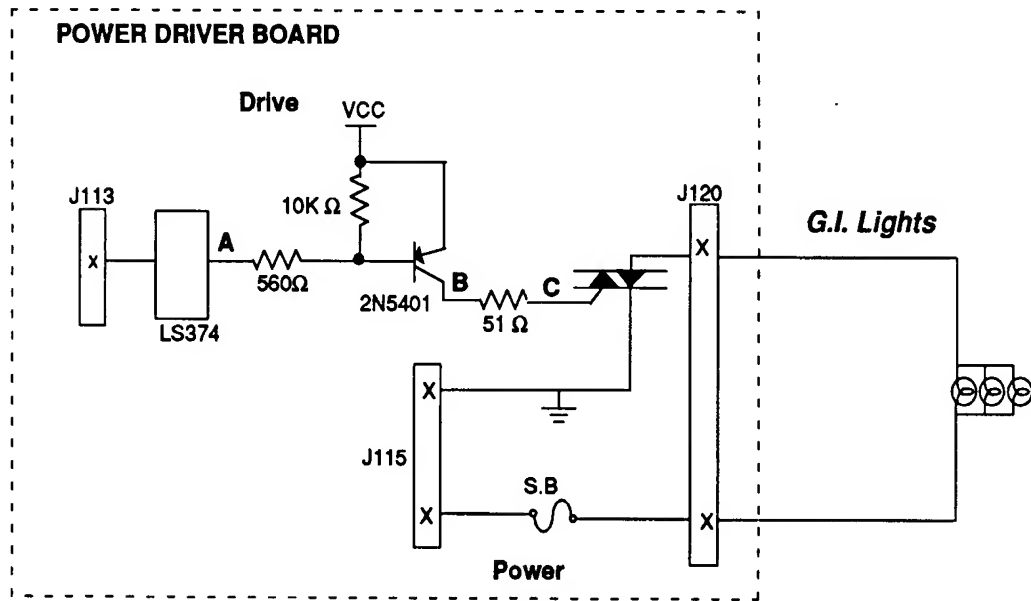 POWER DRIVER BOARD
Drive
VCC
J113
10K Ω
J120
G.I. Lights
A
X
X
560Ω
B
C
2N5401
51 Ω
LS374
X
J115
S.B
X
X
Power